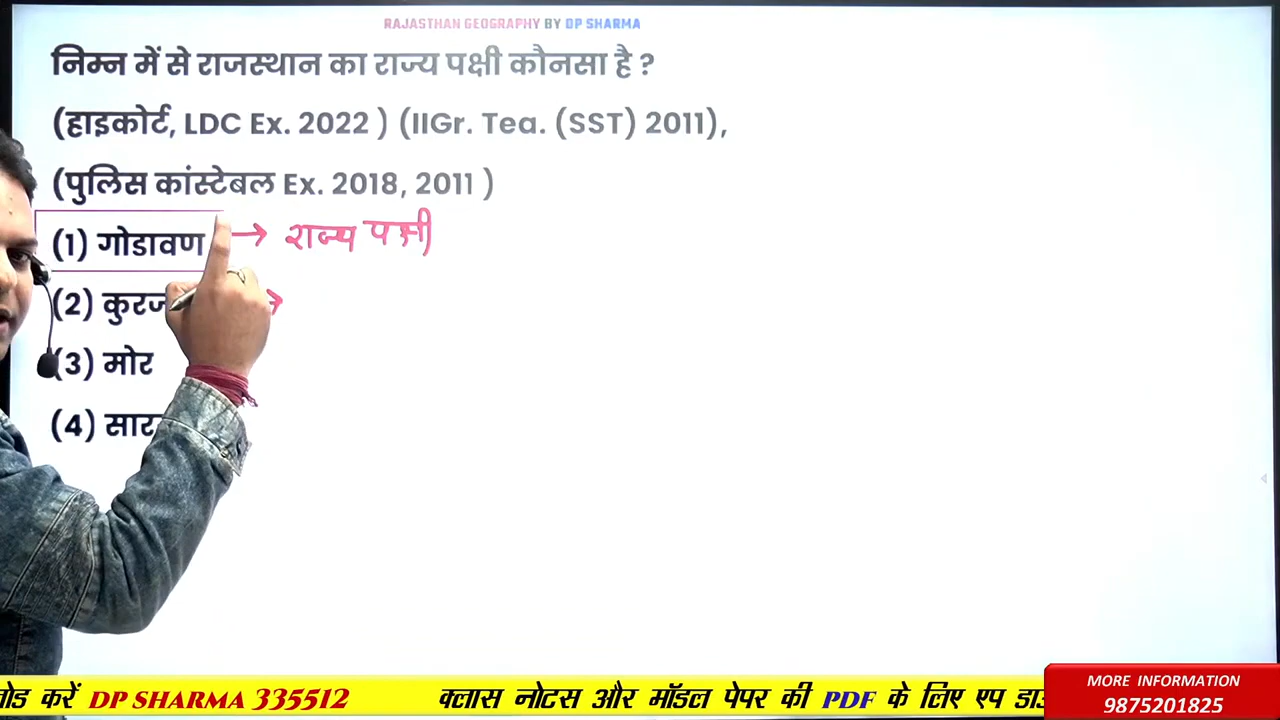 RAJASTHAN GEOGRAPHY BY DP SHARMA
निम्न में से राजस्थान का राज्य पक्षी कौनसा है ?
(हाइकोर्ट, LDC Ex. 2022 ) (IIGr. Tea. (SST) 2011),
(पुलिस कांस्टेबल Ex. 2018, 2011 )
(1) गोडावण → राज्य पक्षी
(2) →
(3) मोर
(4)
करें DP SHARMA 335512 क्लास नोटस और मॉडल पेपर की PDF के लिए एप
MORE INFORMATION
9875201825